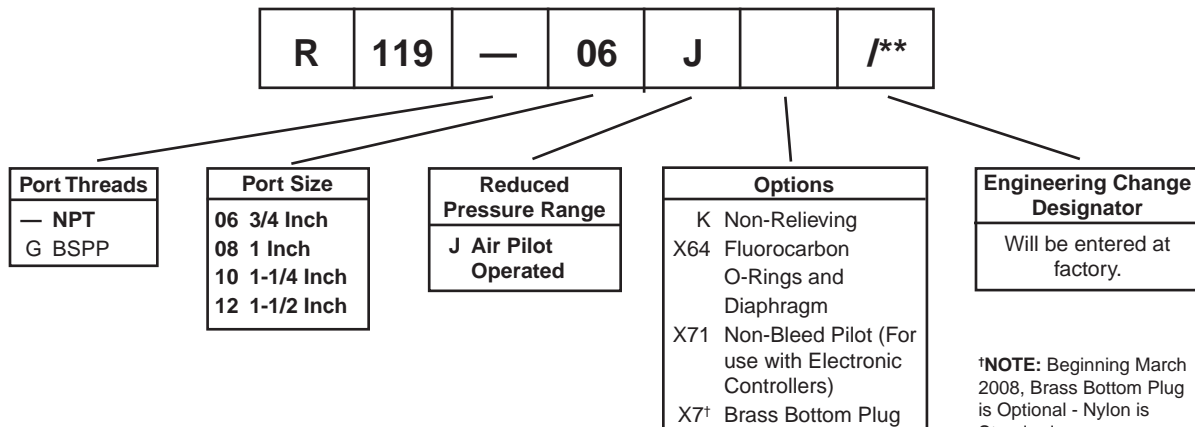 R 119 — 06 J /**
Port Threads
— NPT
G BSPP
Port Size
06 3/4 Inch
08 1 Inch
10 1-1/4 Inch
12 1-1/2 Inch
Reduced
Pressure Range
J Air Pilot
Operated
Options
K Non-Relieving
X64 Fluorocarbon
O-Rings and
Diaphragm
X71 Non-Bleed Pilot (For
use with Electronic
Controllers)
X7† Brass Bottom Plug
Engineering Change
Designator
Will be entered at
factory.
†NOTE: Beginning March
2008, Brass Bottom Plug
is Optional - Nylon is